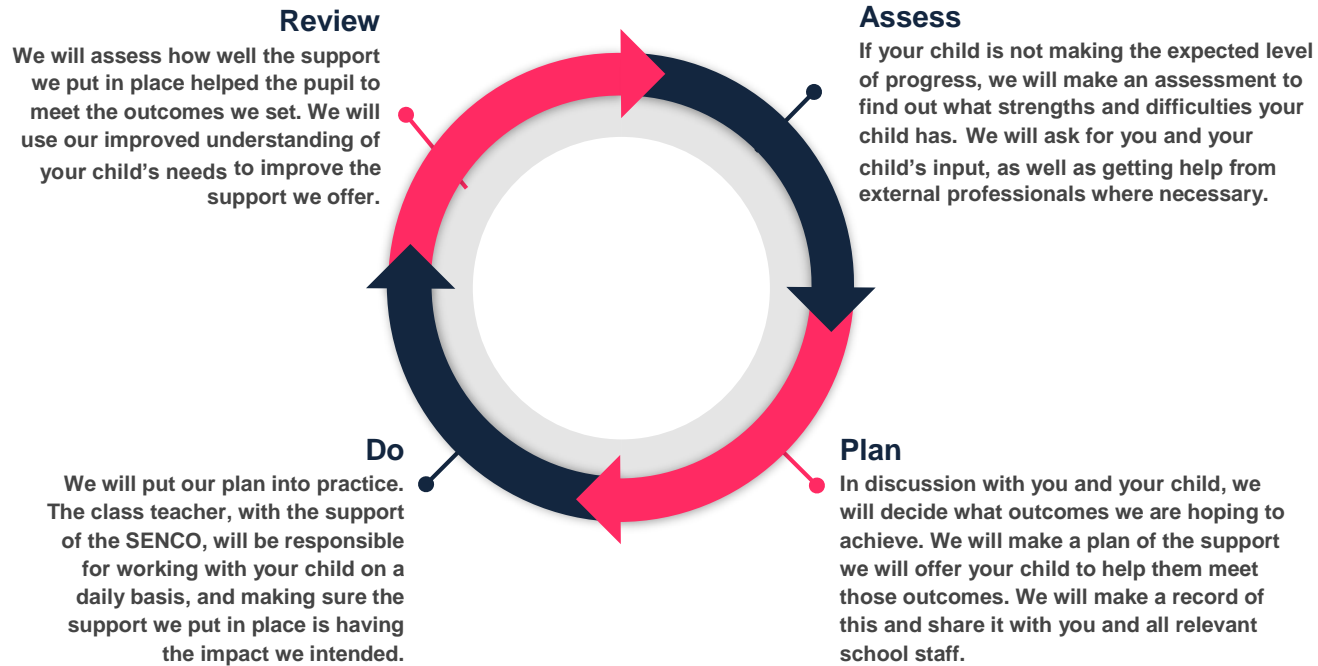 Review
We will assess how well the support
we put in place helped the pupil to
meet the outcomes we set. We will
use our improved understanding of
your child’s needs to improve the
support we offer.
Assess
If your child is not making the expected level
of progress, we will make an assessment to
find out what strengths and difficulties your
child has. We will ask for you and your
child’s input, as well as getting help from
external professionals where necessary.
Do
We will put our plan into practice.
The class teacher, with the support
of the SENCO, will be responsible
for working with your child on a
daily basis, and making sure the
support we put in place is having
the impact we intended.
Plan
In discussion with you and your child, we
will decide what outcomes we are hoping to
achieve. We will make a plan of the support
we will offer your child to help them meet
those outcomes. We will make a record of
this and share it with you and all relevant
school staff.